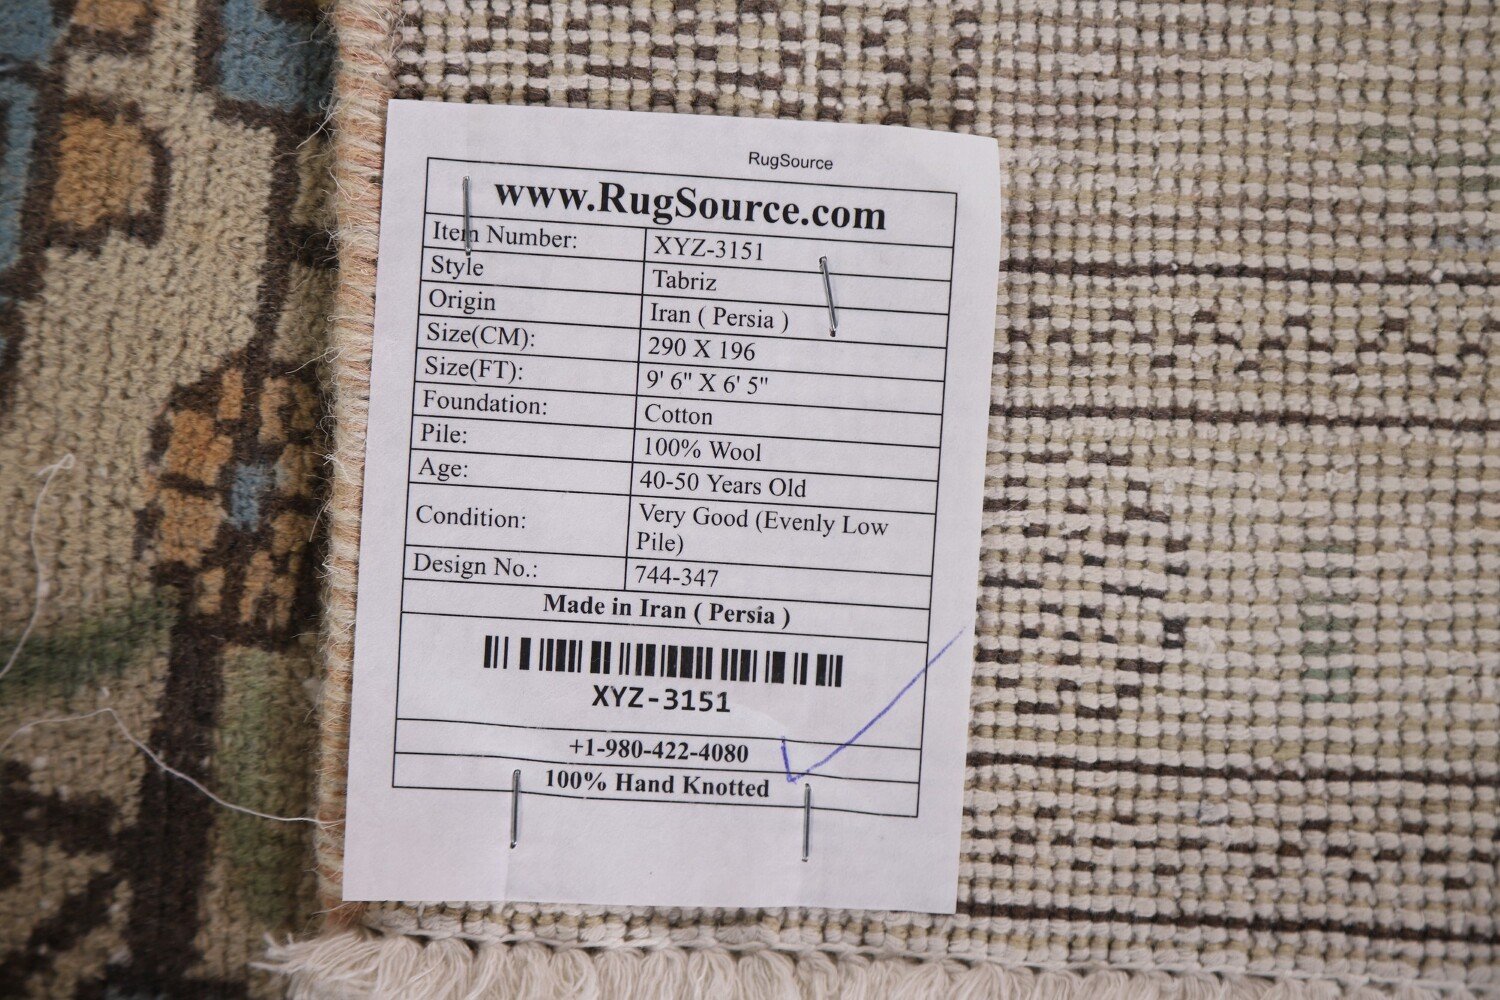 RugSource
www.RugSource.com
Item Number: XYZ-3151
Style Tabriz
Origin Iran ( Persia )
Size(CM): 290 X 196
Size(FT): 9' 6" X 6' 5"
Foundation: Cotton
Pile: 100% Wool
Age: 40-50 Years Old
Condition: Very Good (Evenly Low
Pile)
Design No.: 744-347
Made in Iran ( Persia )
XYZ-3151
+1-980-422-4080
100% Hand Knotted